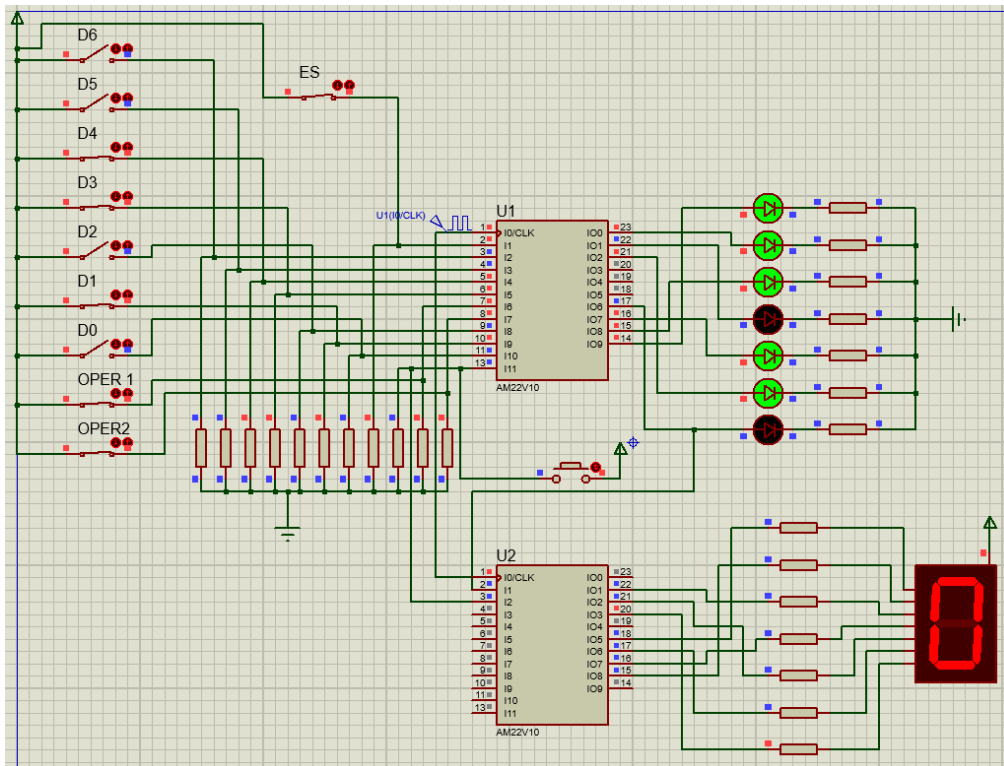 D6
ES
D5
D4
D3
D2
D1
D0
OPER 1
OPER2
U1(I0/CLK)
U1
1 I0/CLK IO0 23
2 I1 IO1 22
3 I2 IO2 21
4 I3 IO3 20
5 I4 IO4 19
6 I5 IO5 18
7 I6 IO6 17
8 I7 IO7 16
9 I8 IO8 15
10 I9 IO9 14
11 I10
13 I11
AM22V10
U2
1 I0/CLK IO0 23
2 I1 IO1 22
3 I2 IO2 21
4 I3 IO3 20
5 I4 IO4 19
6 I5 IO5 18
7 I6 IO6 17
8 I7 IO7 16
9 I8 IO8 15
10 I9 IO9 14
11 I10
13 I11
AM22V10
0